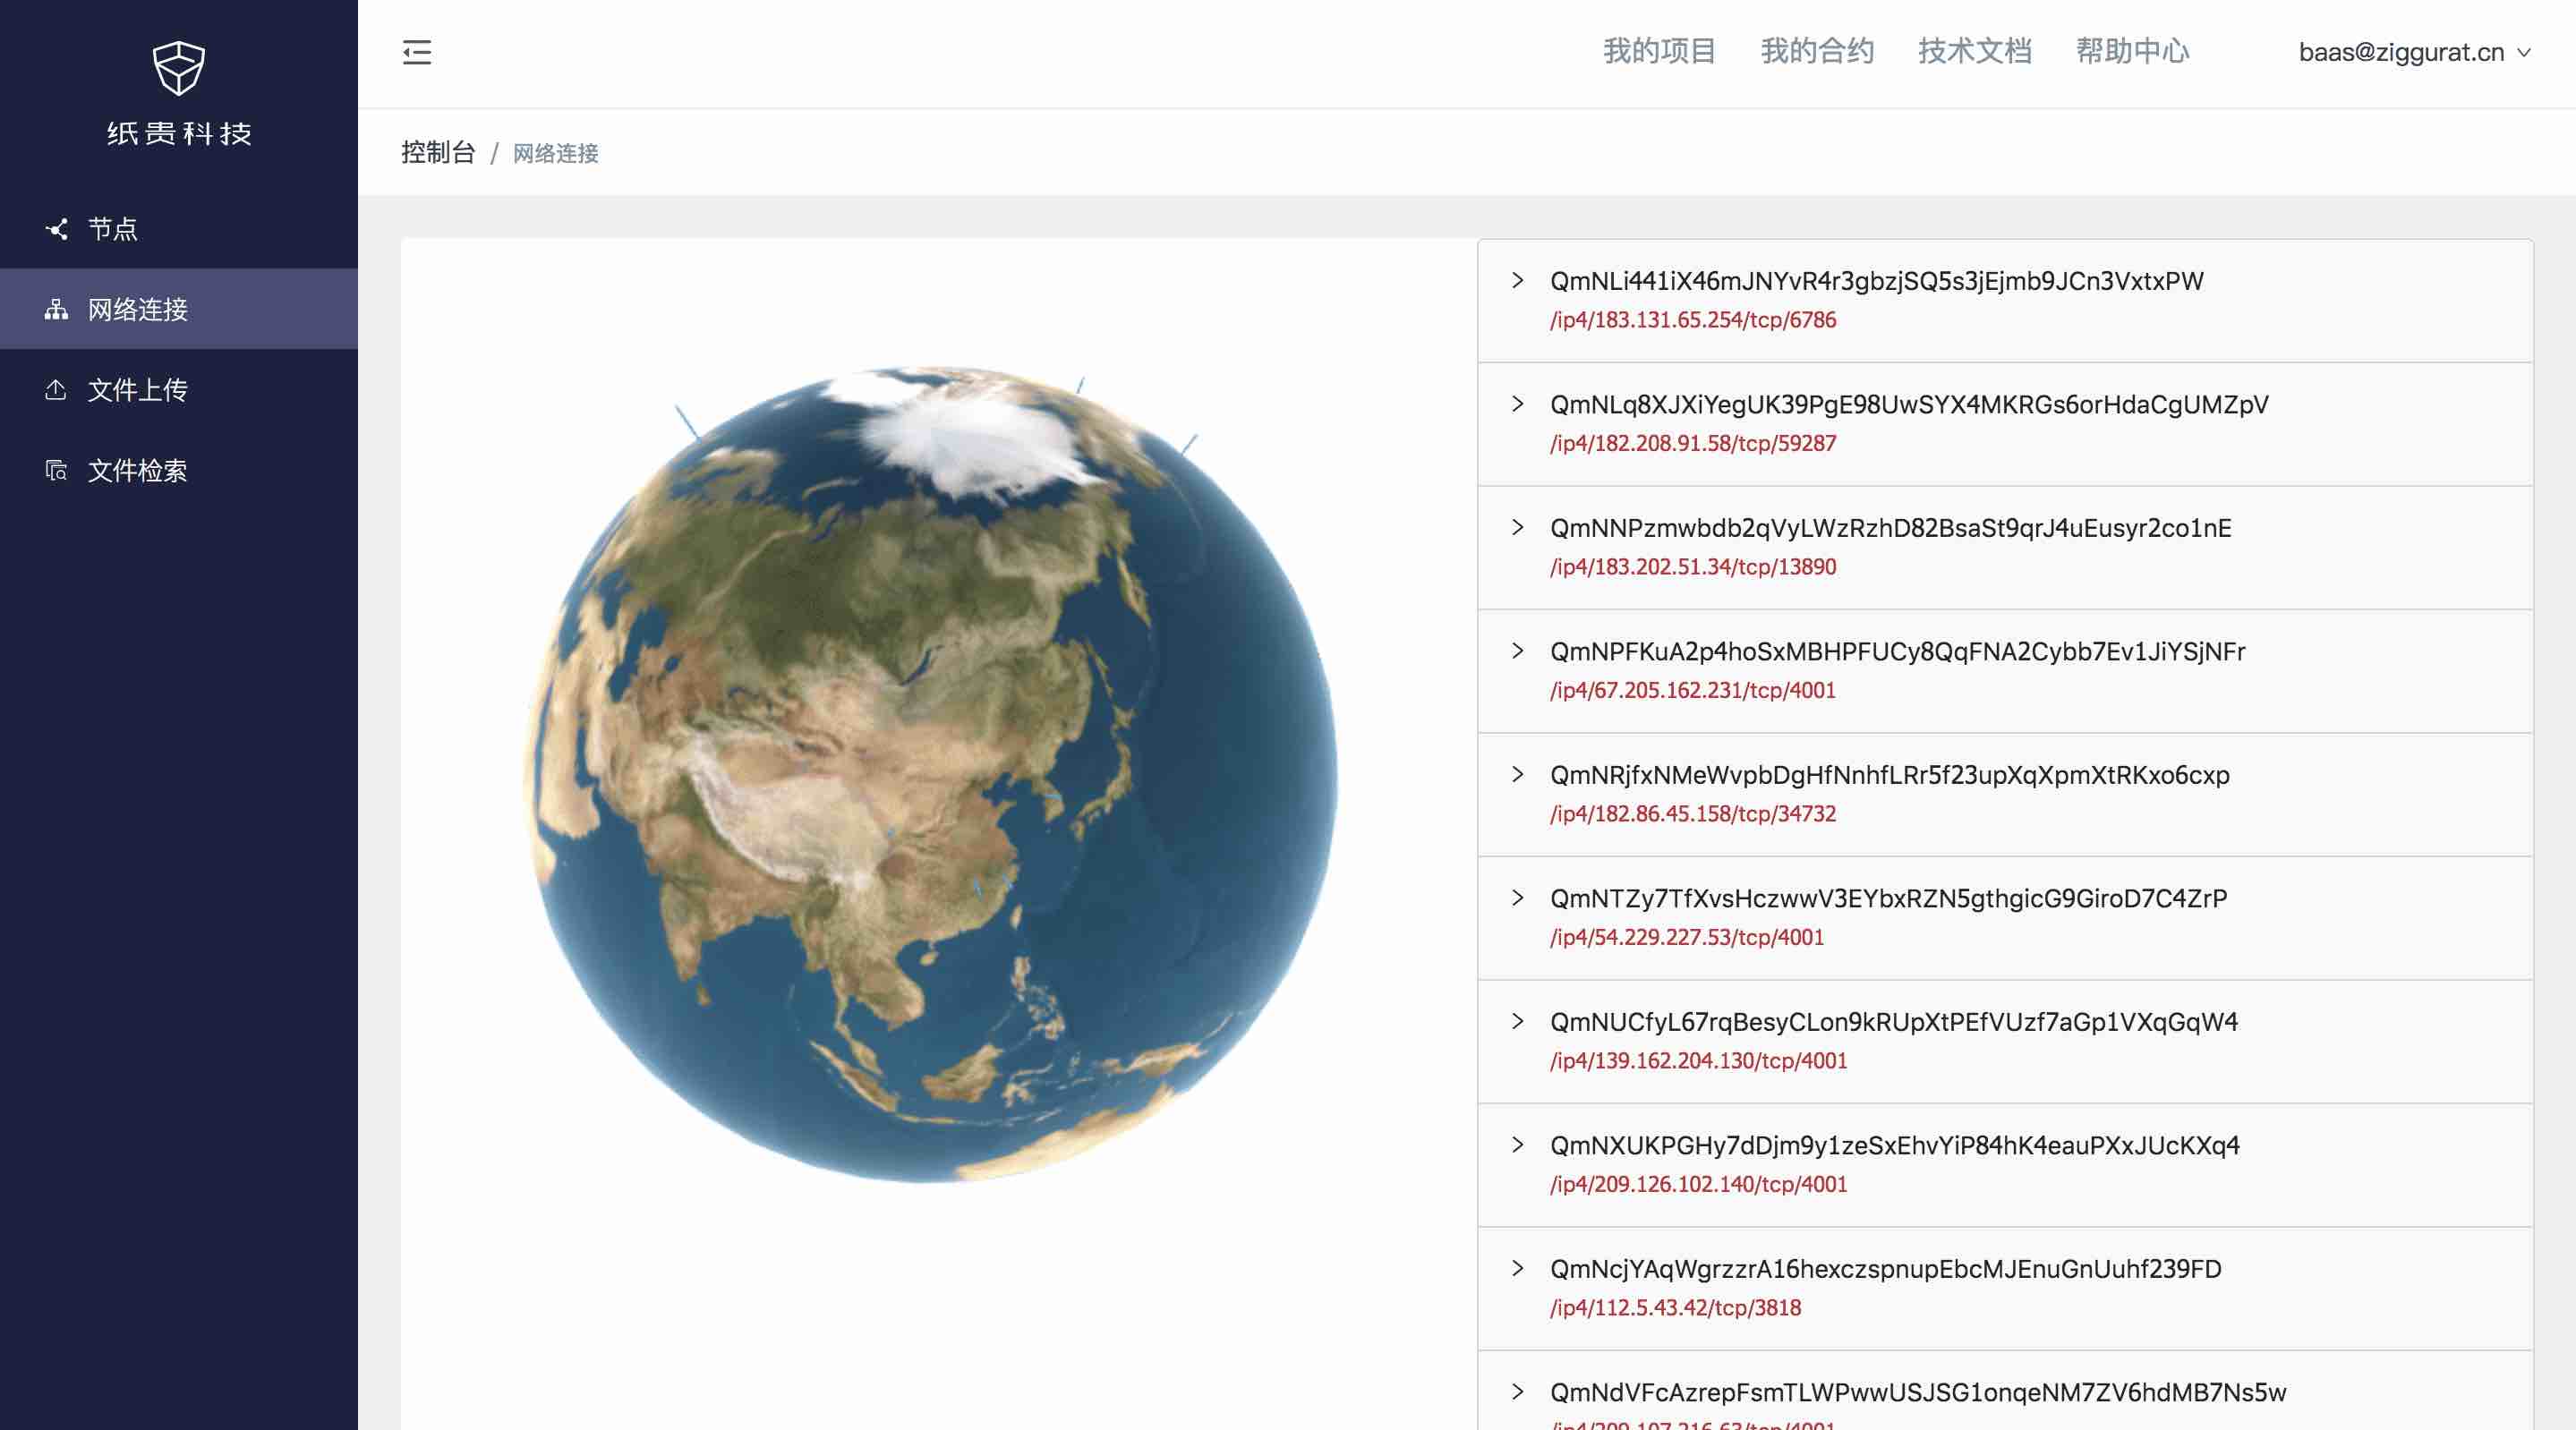 纸贵科技
节点
网络连接
文件上传
文件检索
我的项目 我的合约 技术文档 帮助中心 baas@ziggurat.cn
控制台 / 网络连接
QmNLi441iX46mJNYvR4r3gbzjSQ5s3jEjmb9JCn3VxtxPW
/ip4/183.131.65.254/tcp/6786
QmNLq8XJXiYegUK39PgE98UwSYX4MKRGs6orHdaCgUMZpV
/ip4/182.208.91.58/tcp/59287
QmNNPzmwbdb2qVyLWzRzhD82BsaSt9qrJ4uEusyr2co1nE
/ip4/183.202.51.34/tcp/13890
QmNPFKuA2p4hoSxMBHPFUCy8QqFNA2Cybb7Ev1JiYSjNFr
/ip4/67.205.162.231/tcp/4001
QmNRjfxNMeWvpbDgHfNnhfLRr5f23upXqXpmXtRKxo6cxp
/ip4/182.86.45.158/tcp/34732
QmNTZy7TfXvsHczwwV3EYbxRZN5gthgicG9GiroD7C4ZrP
/ip4/54.229.227.53/tcp/4001
QmNUCfyL67rqBesyCLon9kRUpXtPEfVUzf7aGp1VXqGqW4
/ip4/139.162.204.130/tcp/4001
QmNXUKPGHy7dDjm9y1zeSxEhvYiP84hK4eauPXxJUcKXq4
/ip4/209.126.102.140/tcp/4001
QmNcjYAqWgrzzrA16hexczspnupEbcMJEnuGnUuhf239FD
/ip4/112.5.43.42/tcp/3818
QmNdVFcAzrepFsmTLWPwwUSJSG1onqeNM7ZV6hdMB7Ns5w